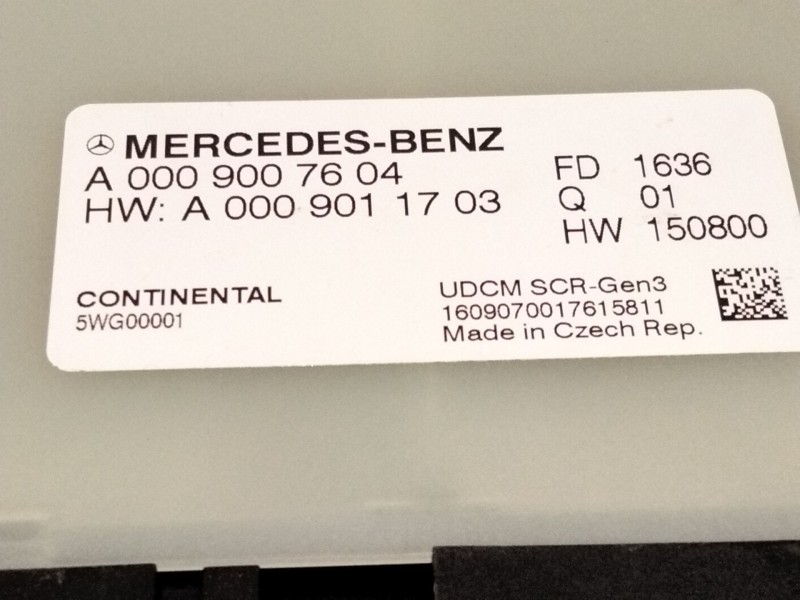 MERCEDES-BENZ
A 000 900 76 04
HW: A 000 901 17 03
FD 1636
Q 01
HW 150800
CONTINENTAL
5WG00001
UDCM SCR-Gen3
1609070017615811
Made in Czech Rep.